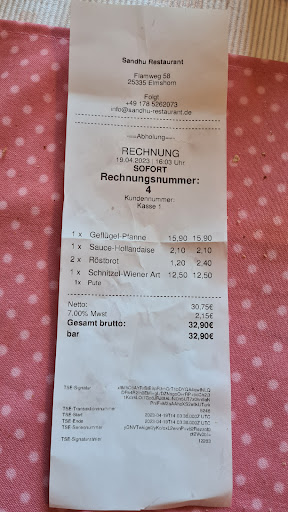 Sandhu Restaurant
Flamweg 58
25335 Elmshorn
Folgt
+49 178 5262073
info@sandhu-restaurant.de
Abholung
RECHNUNG
19.04.2023 | 16:03 Uhr
SOFORT
Rechnungsnummer:
4
Kundennummer:
Kasse 1
1 x Geflügel-Pfanne 15,90 15,90
1 x Sauce-Hollandaise 2,10 2,10
2 x Röstbrot 1,20 2,40
1 x Schnitzel-Wiener Art 12,50 12,50
1x Pute
Netto: 30,75€
7,00% Mwst 2,15€
Gesamt brutto: 32,90€
bar 32,90€
TSE-Signatur
TSE-Transaktionsnummer
TSE-Start
TSE-Ende
TSE-Seriennummer
TSE-Signaturzähler